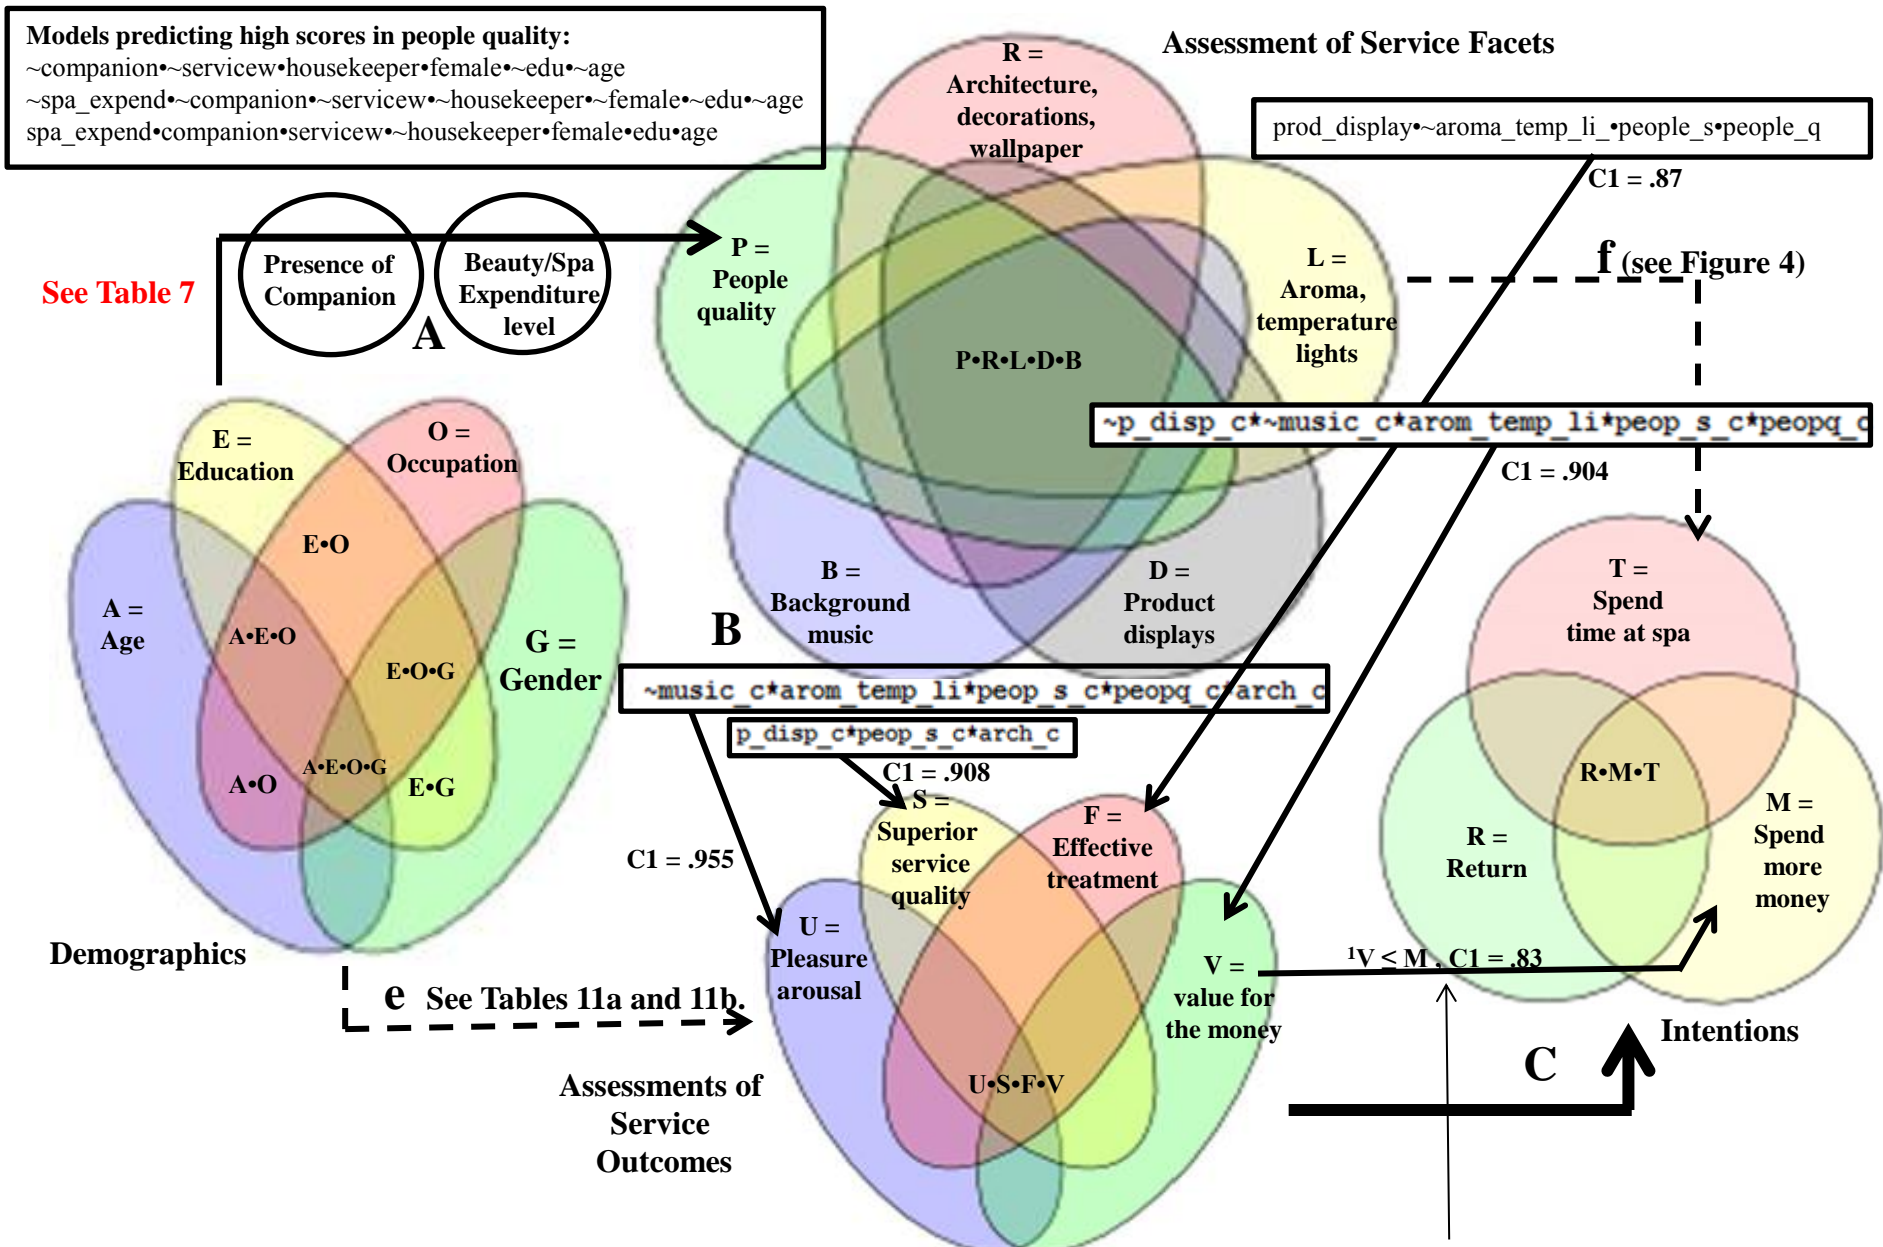 Models predicting high scores in people quality:
~companion•~servicew•housekeeper•female•~edu•~age
~spa_expend•~companion•~servicew•~housekeeper•~female•~edu•~age
spa_expend•companion•servicew•~housekeeper•female•edu•age
Assessment of Service Facets
prod_display•~aroma_temp_li_•people_s•people_q
C1 = .87
R =
Architecture,
decorations,
wallpaper
See Table 7
Presence of
Companion
Beauty/Spa
Expenditure
level
A
P =
People
quality
L =
Aroma,
temperature
lights
f (see Figure 4)
P•R•L•D•B
~p_disp_c*~music_c*arom_temp_li*peop_s_c*peopq_c
C1 = .904
E =
Education
O =
Occupation
E•O
A =
Age
A•E•O
E•O•G
G =
Gender
A•O
A•E•O•G
E•G
Demographics
B =
Background
music
D =
Product
displays
B
~music_c*arom_temp_li*peop_s_c*peopq_c*arch_c
p_disp_c*peop_s_c*arch_c
C1 = .908
C1 = .955
T =
Spend
time at spa
R•M•T
R =
Return
M =
Spend
more
money
S =
Superior
service
quality
F =
Effective
treatment
U =
Pleasure
arousal
V =
value for
the money
U•S•F•V
¹V ≤ M , C1 = .83
e See Tables 11a and 11b.
Assessments of
Service
Outcomes
C
Intentions